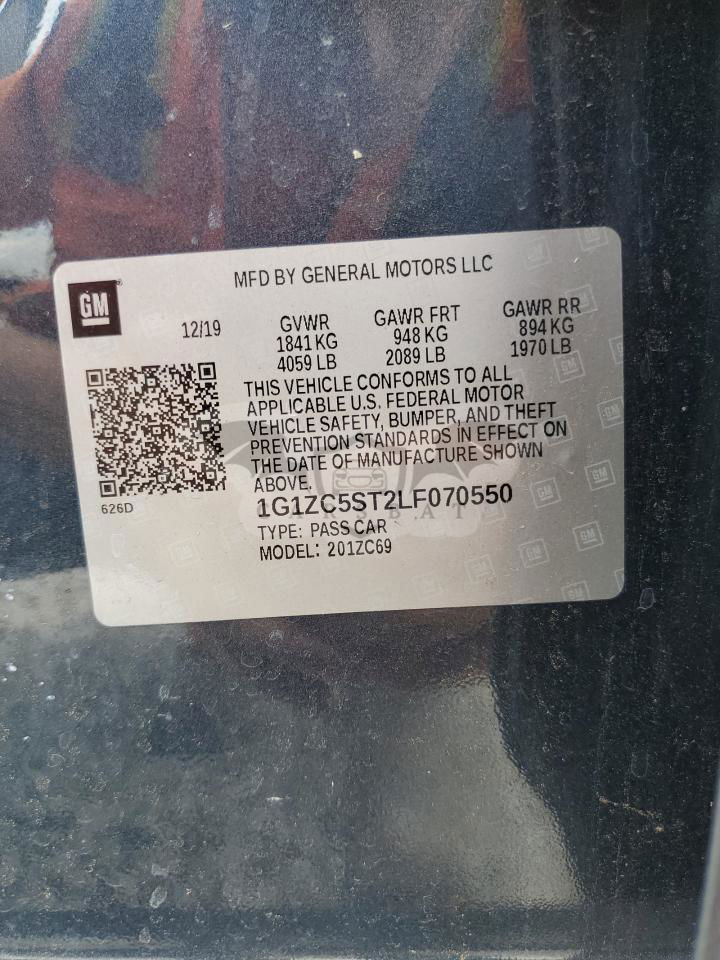 MFD BY GENERAL MOTORS LLC
GM
12/19
GVWR
1841 KG
4059 LB
GAWR FRT
948 KG
2089 LB
GAWR RR
894 KG
1970 LB
THIS VEHICLE CONFORMS TO ALL
APPLICABLE U.S. FEDERAL MOTOR
VEHICLE SAFETY, BUMPER, AND THEFT
PREVENTION STANDARDS IN EFFECT ON
THE DATE OF MANUFACTURE SHOWN
ABOVE.
626D
1G1ZC5ST2LF070550
TYPE: PASS CAR
MODEL: 201ZC69